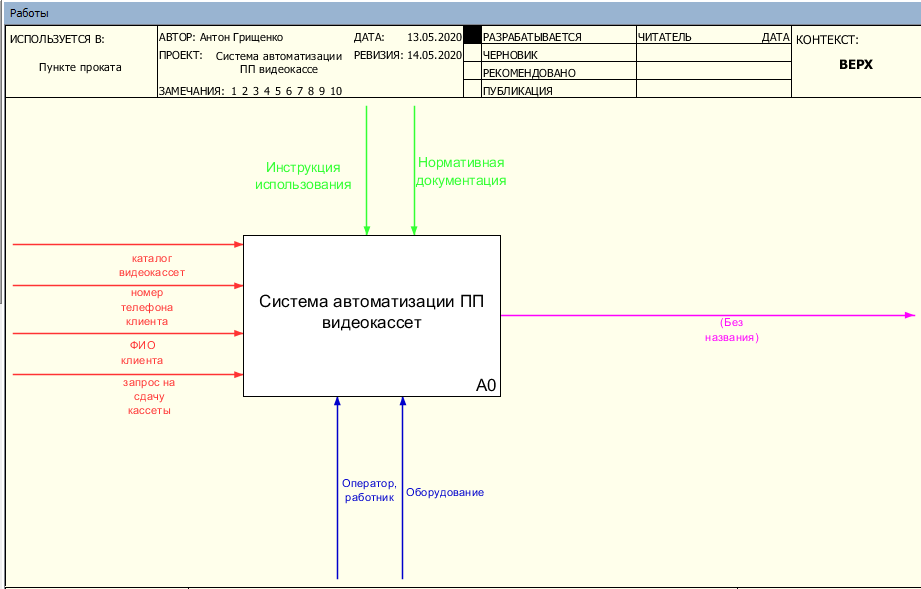 Работы
ИСПОЛЬЗУЕТСЯ В:
Пункте проката
АВТОР: Антон Грищенко
ДАТА: 13.05.2020
ПРОЕКТ: Система автоматизации
ПП видеокассе
РЕВИЗИЯ: 14.05.2020
ЗАМЕЧАНИЯ: 1 2 3 4 5 6 7 8 9 10
РАЗРАБАТЫВАЕТСЯ
ЧЕРНОВИК
РЕКОМЕНДОВАНО
ПУБЛИКАЦИЯ
ЧИТАТЕЛЬ ДАТА
КОНТЕКСТ:
ВЕРХ
Инструкция
использования
Нормативная
документация
каталог
видеокассет
номер
телефона
клиента
ФИО
клиента
запрос на
сдачу
кассеты
Система автоматизации ПП
видеокассет
A0
(Без
названия)
Оператор,
работник
Оборудование